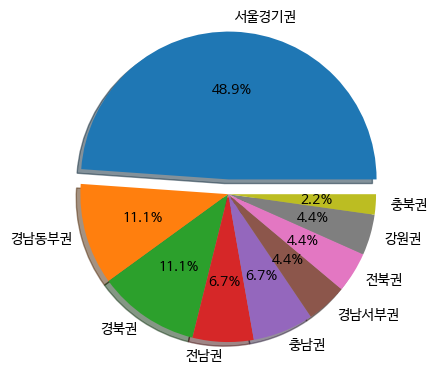 서울경기권
48.9%
경남동부권
11.1%
경북권
11.1%
전남권
6.7%
충남권
6.7%
경남서부권
4.4%
전북권
4.4%
강원권
4.4%
충북권
2.2%